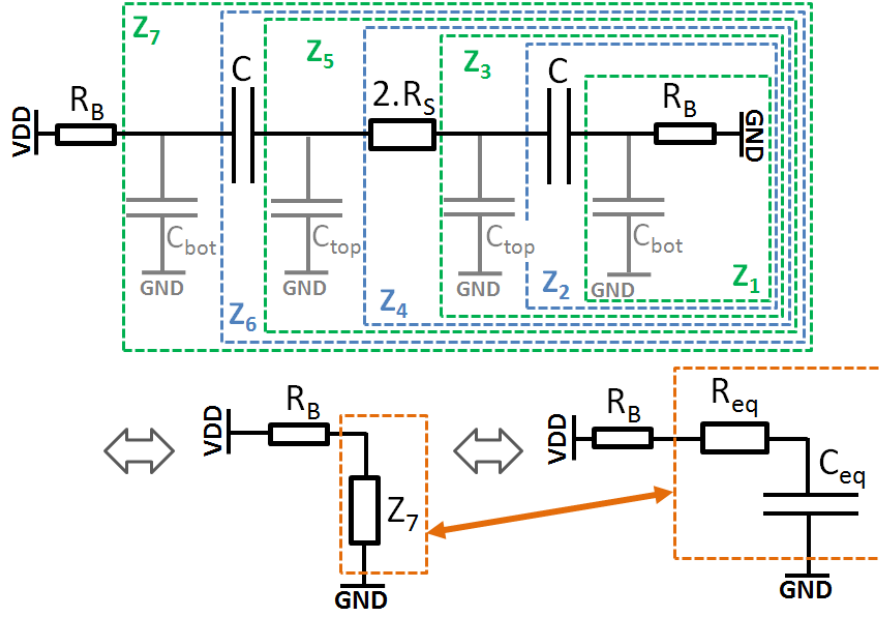 Z7
Z5
Z3
C
C
2.RS
RB
RB
VDD
GND
Cbot
Ctop
Ctop
Cbot
GND
GND
GND
GND
Z6
Z4
Z2
Z1
RB
VDD
Z7
GND
RB
VDD
Req
Ceq
GND